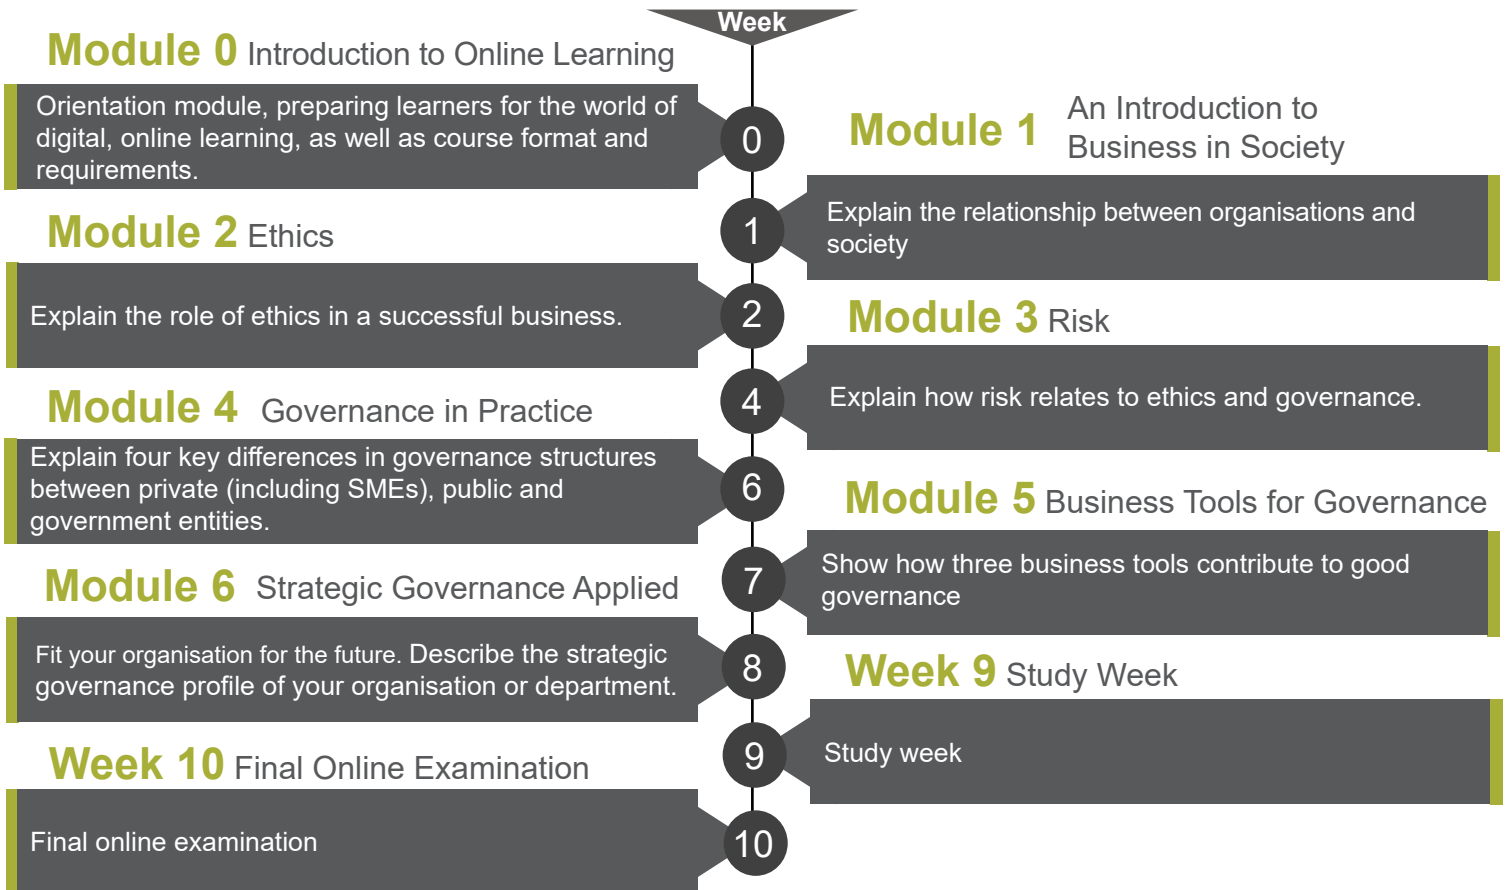 Week
Module 0 Introduction to Online Learning
Orientation module, preparing learners for the world of
digital, online learning, as well as course format and
requirements.
0
Module 1 An Introduction to
Business in Society
Explain the relationship between organisations and
society
1
Module 2 Ethics
Explain the role of ethics in a successful business.
2
Module 3 Risk
Explain how risk relates to ethics and governance.
4
Module 4 Governance in Practice
Explain four key differences in governance structures
between private (including SMEs), public and
government entities.
6
Module 5 Business Tools for Governance
Show how three business tools contribute to good
governance
7
Module 6 Strategic Governance Applied
Fit your organisation for the future. Describe the strategic
governance profile of your organisation or department.
8
Week 9 Study Week
Study week
9
Week 10 Final Online Examination
Final online examination
10